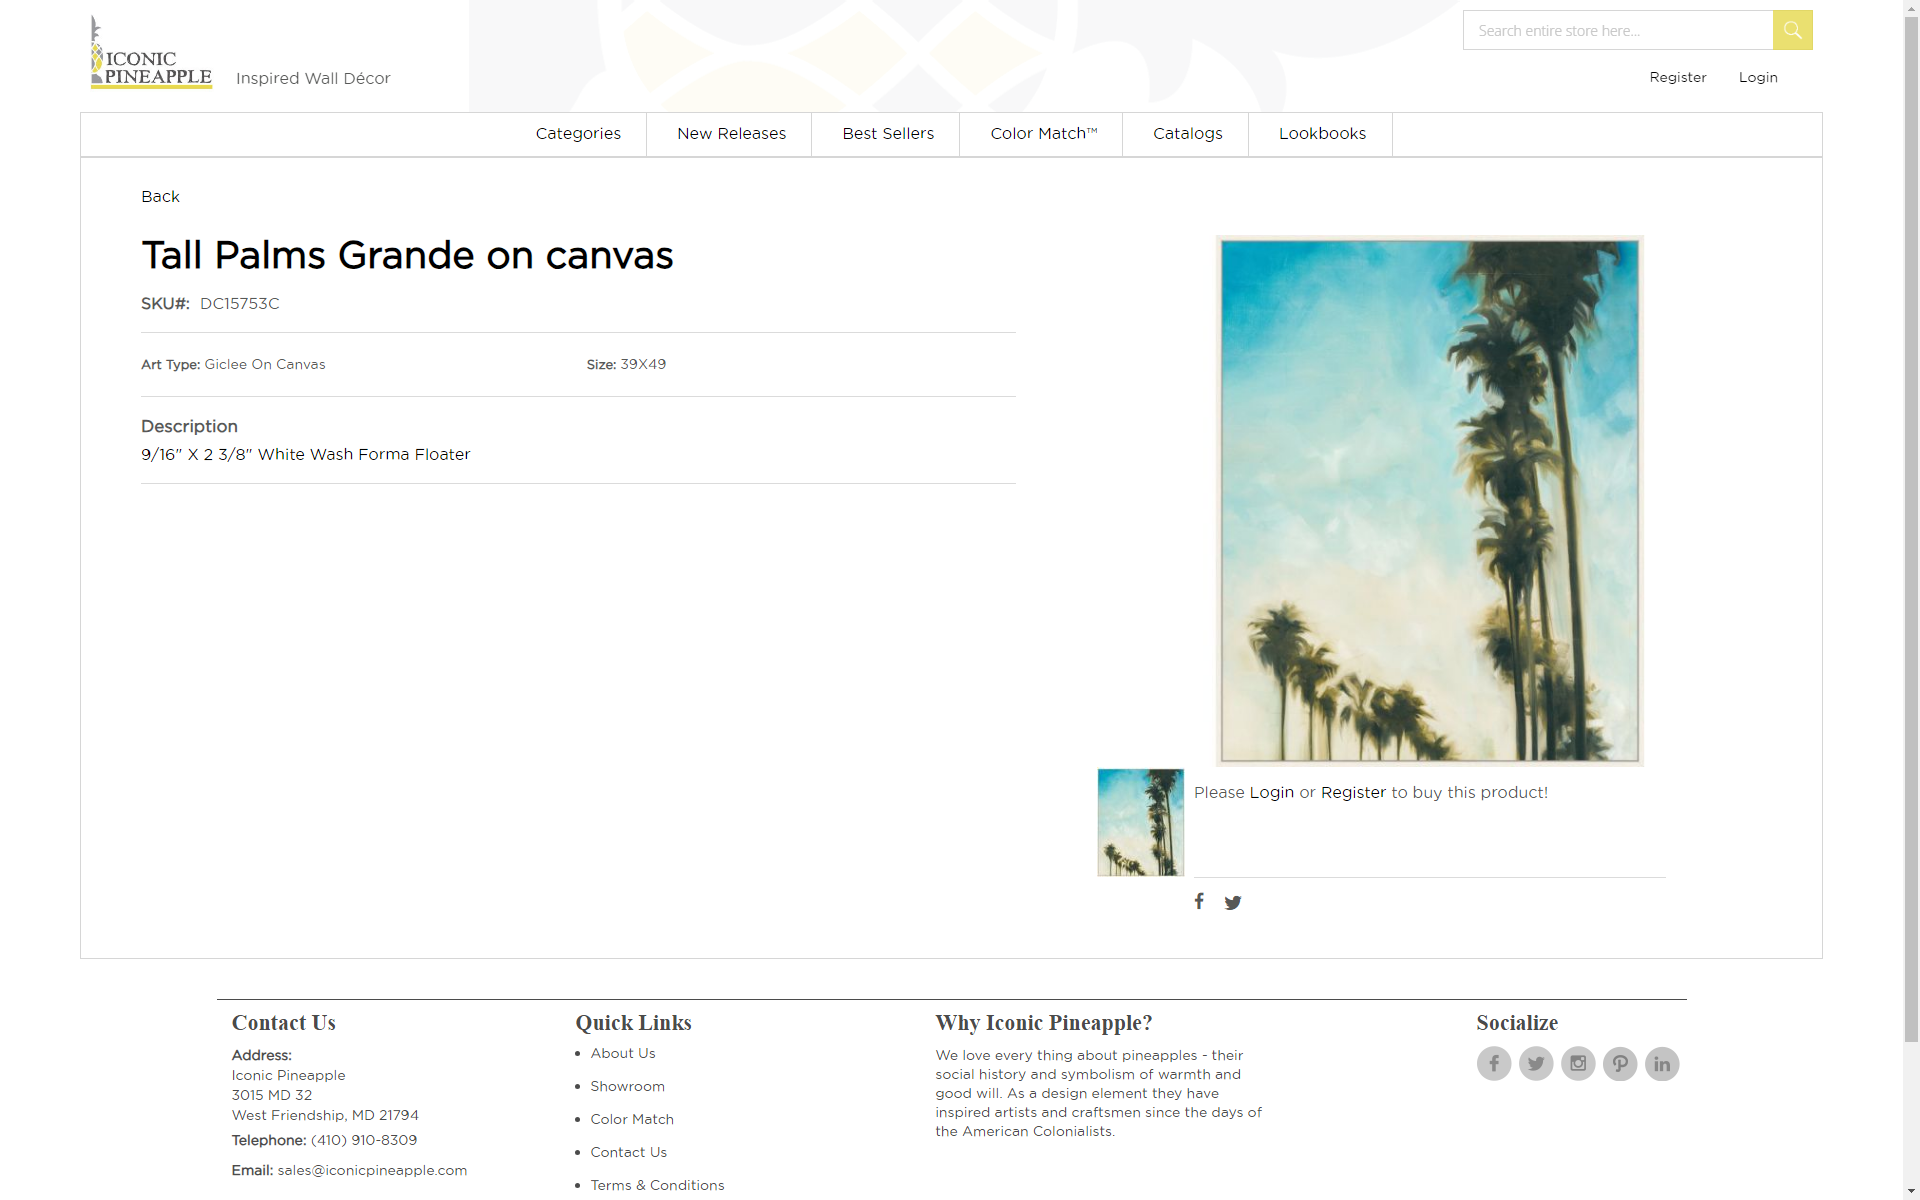 ICONIC
PINEAPPLE
Inspired Wall Décor
Search entire store here...
Register
Login
Categories
New Releases
Best Sellers
Color Match™
Catalogs
Lookbooks
Back
Tall Palms Grande on canvas
SKU#: DC15753C
Art Type: Giclee On Canvas
Size: 39X49
Description
9/16" X 2 3/8" White Wash Forma Floater
Please Login or Register to buy this product!
Contact Us
Address:
Iconic Pineapple
3015 MD 32
West Friendship, MD 21794
Telephone: (410) 910-8309
Email: sales@iconicpineapple.com
Quick Links
About Us
Showroom
Color Match
Contact Us
Terms & Conditions
Why Iconic Pineapple?
We love every thing about pineapples - their
social history and symbolism of warmth and
good will. As a design element they have
inspired artists and craftsmen since the days of
the American Colonialists.
Socialize